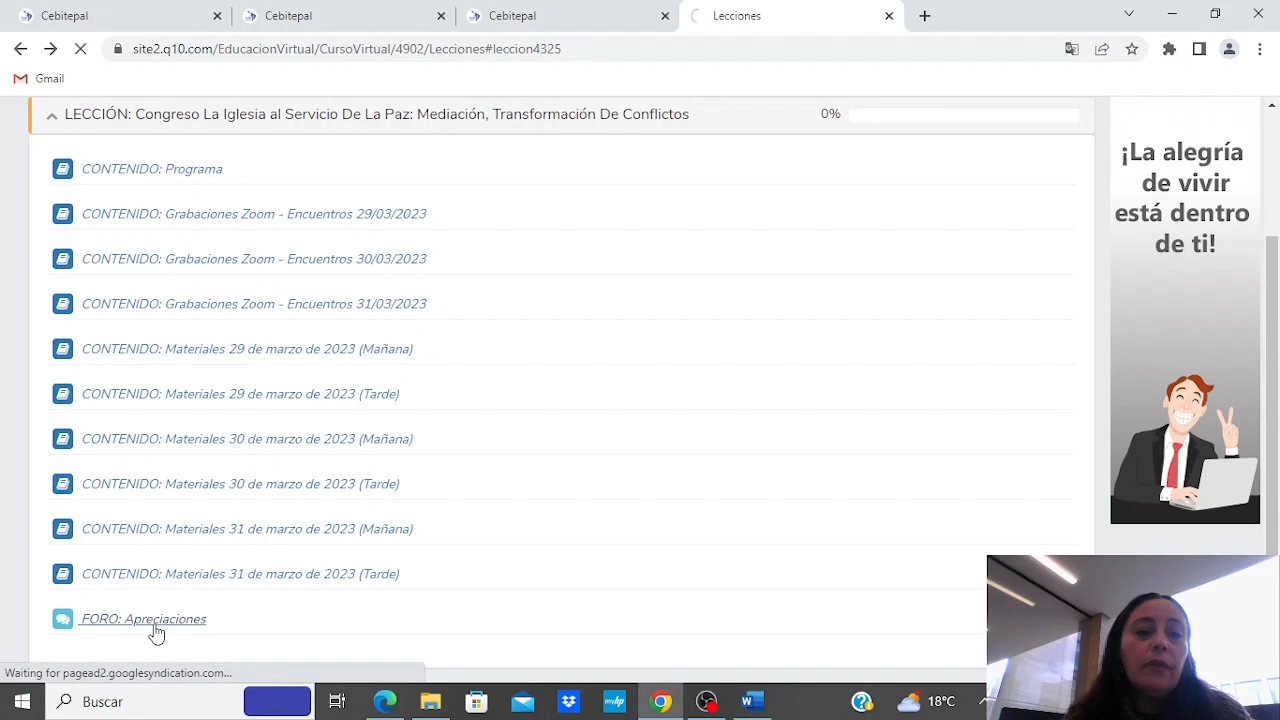 Cebitepal
Cebitepal
Cebitepal
Lecciones
site2.q10.com/EducacionVirtual/CursoVirtual/4902/Lecciones#leccion4325
Gmail
LECCIÓN: Congreso La Iglesia al Servicio De La Paz: Mediación, Transformación De Conflictos
0%
CONTENIDO: Programa
CONTENIDO: Grabaciones Zoom - Encuentros 29/03/2023
CONTENIDO: Grabaciones Zoom - Encuentros 30/03/2023
CONTENIDO: Grabaciones Zoom - Encuentros 31/03/2023
CONTENIDO: Materiales 29 de marzo de 2023 (Mañana)
CONTENIDO: Materiales 29 de marzo de 2023 (Tarde)
CONTENIDO: Materiales 30 de marzo de 2023 (Mañana)
CONTENIDO: Materiales 30 de marzo de 2023 (Tarde)
CONTENIDO: Materiales 31 de marzo de 2023 (Mañana)
CONTENIDO: Materiales 31 de marzo de 2023 (Tarde)
FORO: Apreciaciones
¡La alegría
de vivir
está dentro
de ti!
Waiting for pagead2.googlesyndication.com...
Buscar
my.hp
W
18°C